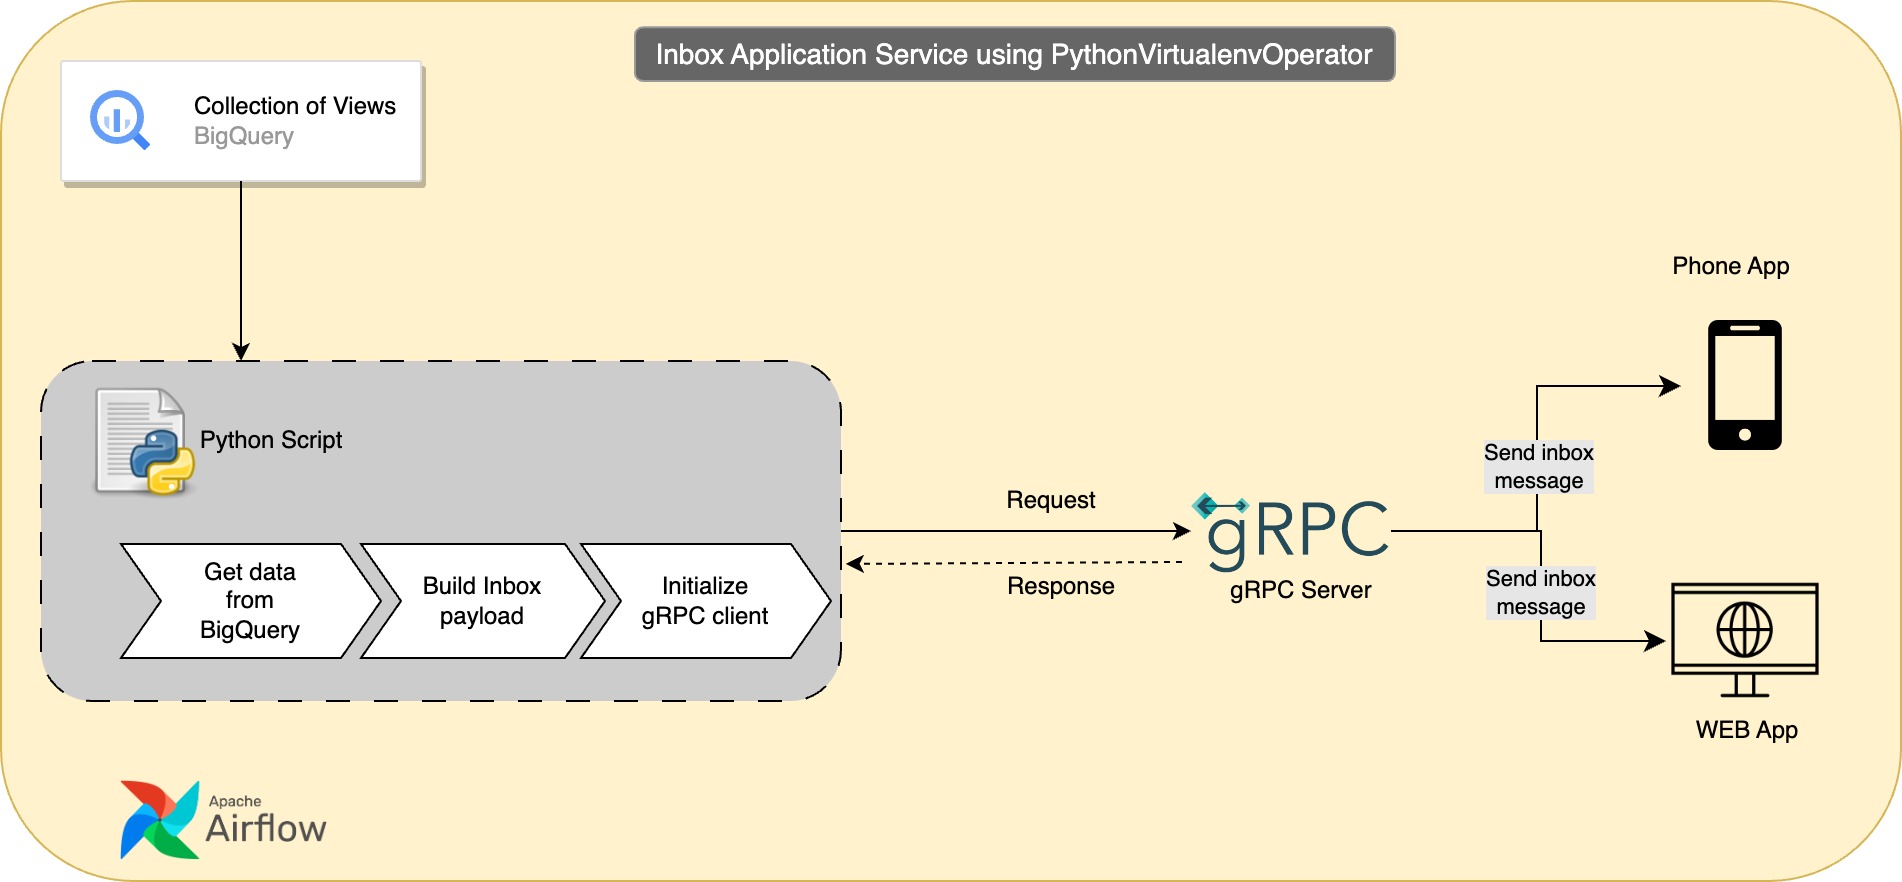 Inbox Application Service using PythonVirtualenvOperator
Collection of Views
BigQuery
Phone App
Python Script
Send inbox
message
Request
gRPC
Response
gRPC Server
Get data
from
BigQuery
Build Inbox
payload
Initialize
gRPC client
Send inbox
message
WEB App
Apache
Airflow